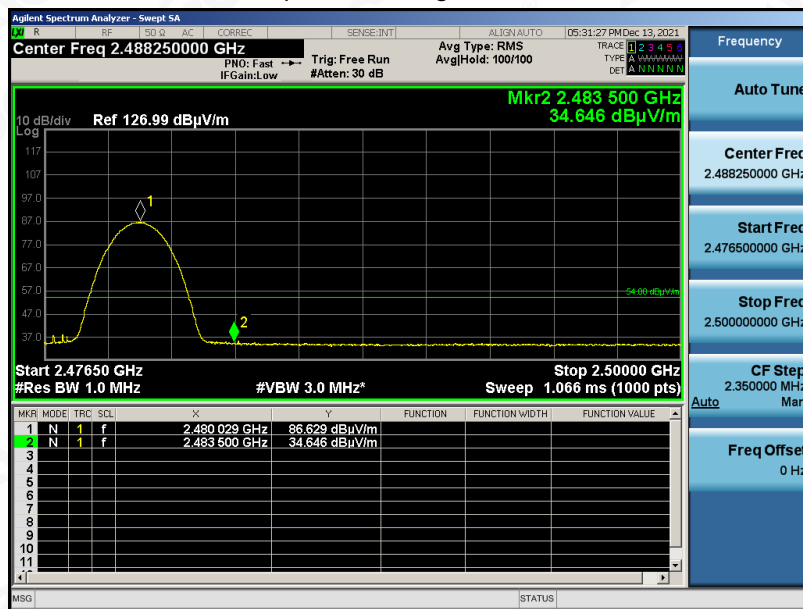 Agilent Spectrum Analyzer - Swept SA
LXI R RF 50 Ω AC CORREC SENSE:INT ALIGN AUTO 05:31:27 PM Dec 13, 2021
Center Freq 2.488250000 GHz Avg Type: RMS TRACE 1 2 3 4 5 6
PNO: Fast Trig: Free Run Avg|Hold: 100/100 TYPE A WWWWW
IFGain:Low #Atten: 30 dB DET A N N N N N
Mkr2 2.483 500 GHz
10 dB/div Ref 126.99 dBµV/m 34.646 dBµV/m
Log
117
107
97.0
1
87.0
77.0
67.0
57.0
54.00 dBµV/m
47.0
2
37.0
Start 2.47650 GHz Stop 2.50000 GHz
#Res BW 1.0 MHz #VBW 3.0 MHz* Sweep 1.066 ms (1000 pts)
MKR MODE TRC SCL X Y FUNCTION FUNCTION WIDTH FUNCTION VALUE
1 N 1 f 2.480 029 GHz 86.629 dBµV/m
2 N 1 f 2.483 500 GHz 34.646 dBµV/m
3
4
5
6
7
8
9
10
11
MSG STATUS
Frequency
Auto Tune
Center Freq
2.488250000 GHz
Start Freq
2.476500000 GHz
Stop Freq
2.500000000 GHz
CF Step
2.350000 MHz
Auto Man
Freq Offset
0 Hz